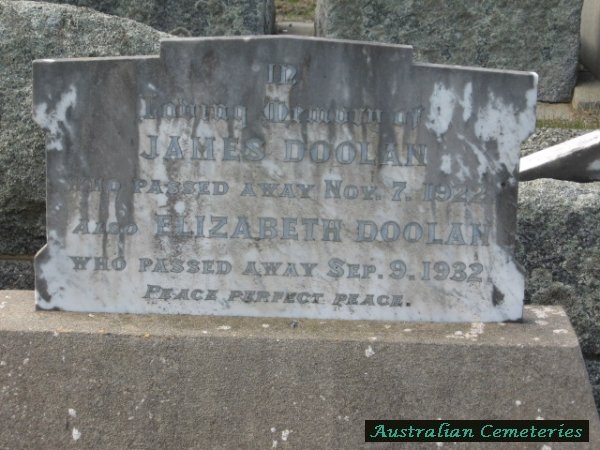 IN
Loving Memory of
JAMES DOOLAN
WHO PASSED AWAY NOV. 7. 1922
ALSO ELIZABETH DOOLAN
WHO PASSED AWAY SEP. 9. 1932.
PEACE PERFECT PEACE.
Australian Cemeteries